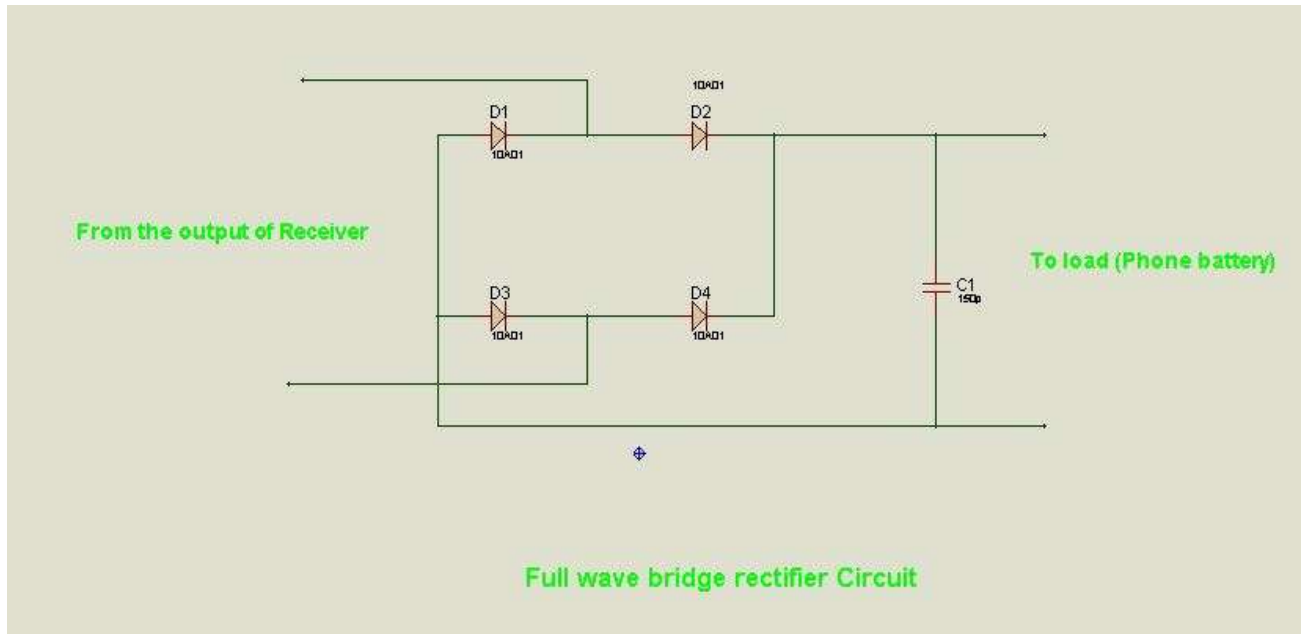 10A01
D1
D2
10A01
From the output of Receiver
To load (Phone battery)
D3
D4
C1
150p
10A01
10A01
Full wave bridge rectifier Circuit